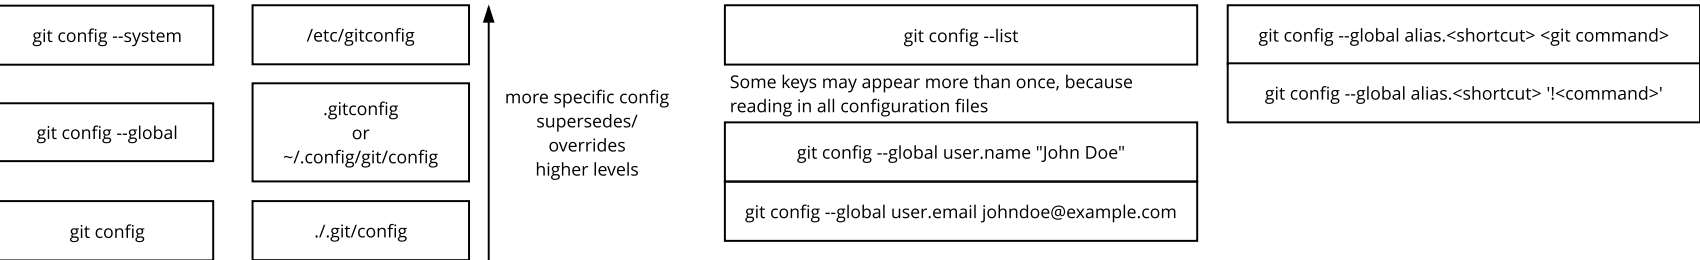 git config --system
/etc/gitconfig
git config --global
.gitconfig
or
~/.config/git/config
git config
./.git/config
more specific config
supersedes/
overrides
higher levels
git config --list
Some keys may appear more than once, because
reading in all configuration files
git config --global user.name "John Doe"
git config --global user.email johndoe@example.com
git config --global alias.<shortcut> <git command>
git config --global alias.<shortcut> '!<command>'